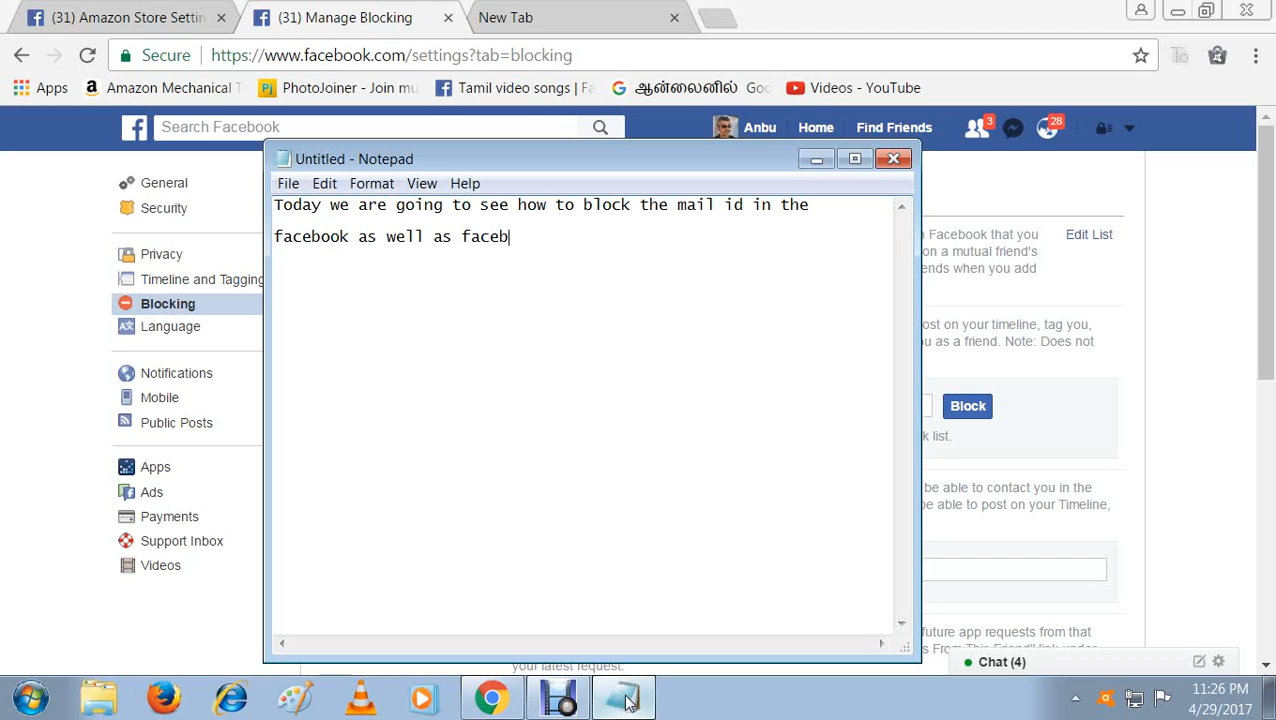 (31) Amazon Store Settin
(31) Manage Blocking
New Tab
Secure
https://www.facebook.com/settings?tab=blocking
Apps
Amazon Mechanical T
PhotoJoiner - Join mu
Tamil video songs | Fa
ஆன்லைனில் Goo
Videos - YouTube
Search Facebook
Anbu
Home
Find Friends
3
28
Untitled - Notepad
File Edit Format View Help
Today we are going to see how to block the mail id in the
facebook as well as faceb
General
Security
Privacy
Timeline and Tagging
Blocking
Language
Notifications
Mobile
Public Posts
Apps
Ads
Payments
Support Inbox
Videos
Facebook that you
on a mutual friend's
ends when you add
Edit List
ost on your timeline, tag you,
u as a friend. Note: Does not
Block
k list.
be able to contact you in the
be able to post on your Timeline,
future app requests from that
your latest request.
Chat (4)
11:26 PM
4/29/2017